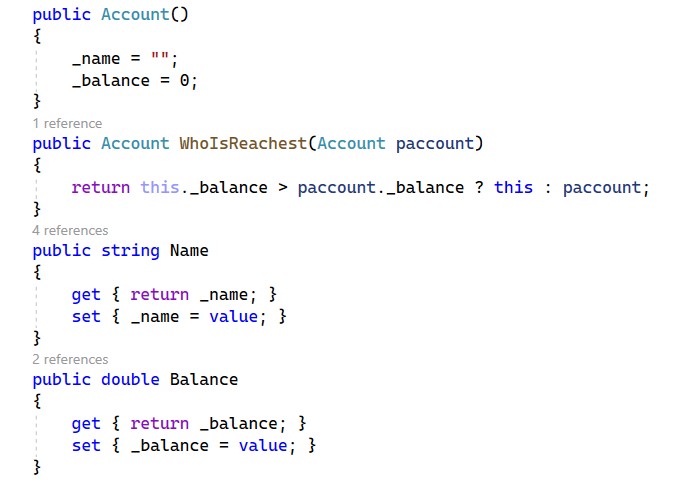 public Account()
{
    _name = "";
    _balance = 0;
}
1 reference
public Account WhoIsReachest(Account paccount)
{
    return this._balance > paccount._balance ? this : paccount;
}
4 references
public string Name
{
    get { return _name; }
    set { _name = value; }
}
2 references
public double Balance
{
    get { return _balance; }
    set { _balance = value; }
}